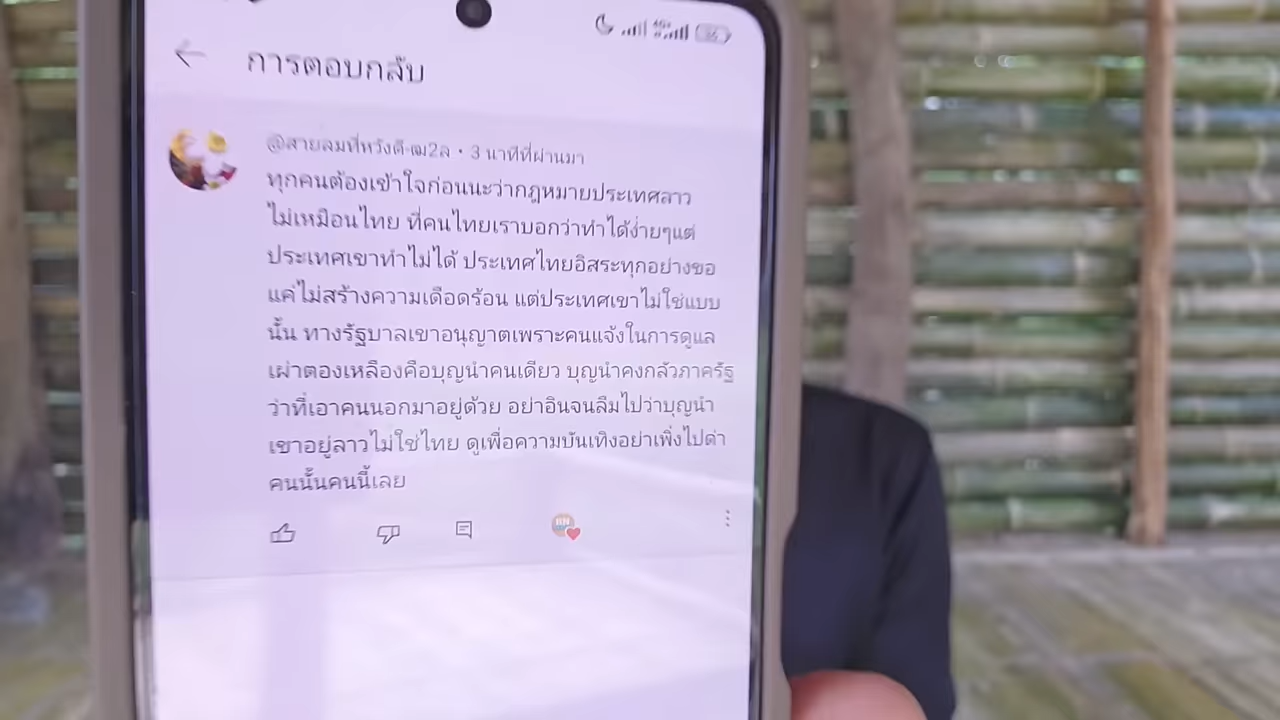 การตอบกลับ
@สายลมที่หวังดี-ฒ2ล • 3 นาทีที่ผ่านมา
ทุกคนต้องเข้าใจก่อนนะว่ากฎหมายประเทศลาว
ไม่เหมือนไทย ที่คนไทยเราบอกว่าทำได้ง่ายๆแต่
ประเทศเขาทำไม่ได้ ประเทศไทยอิสระทุกอย่างขอ
แค่ไม่สร้างความเดือดร้อน แต่ประเทศเขาไม่ใช่แบบ
นั้น ทางรัฐบาลเขาอนุญาตเพราะคนแจ้งในการดูแล
เผ่าตองเหลืองคือบุญนำคนเดียว บุญนำคงกลัวภาครัฐ
ว่าที่เอาคนนอกมาอยู่ด้วย อย่าอินจนลืมไปว่าบุญนำ
เขาอยู่ลาวไม่ใช่ไทย ดูเพื่อความบันเทิงอย่าเพิ่งไปด่า
คนนั้นคนนี้เลย